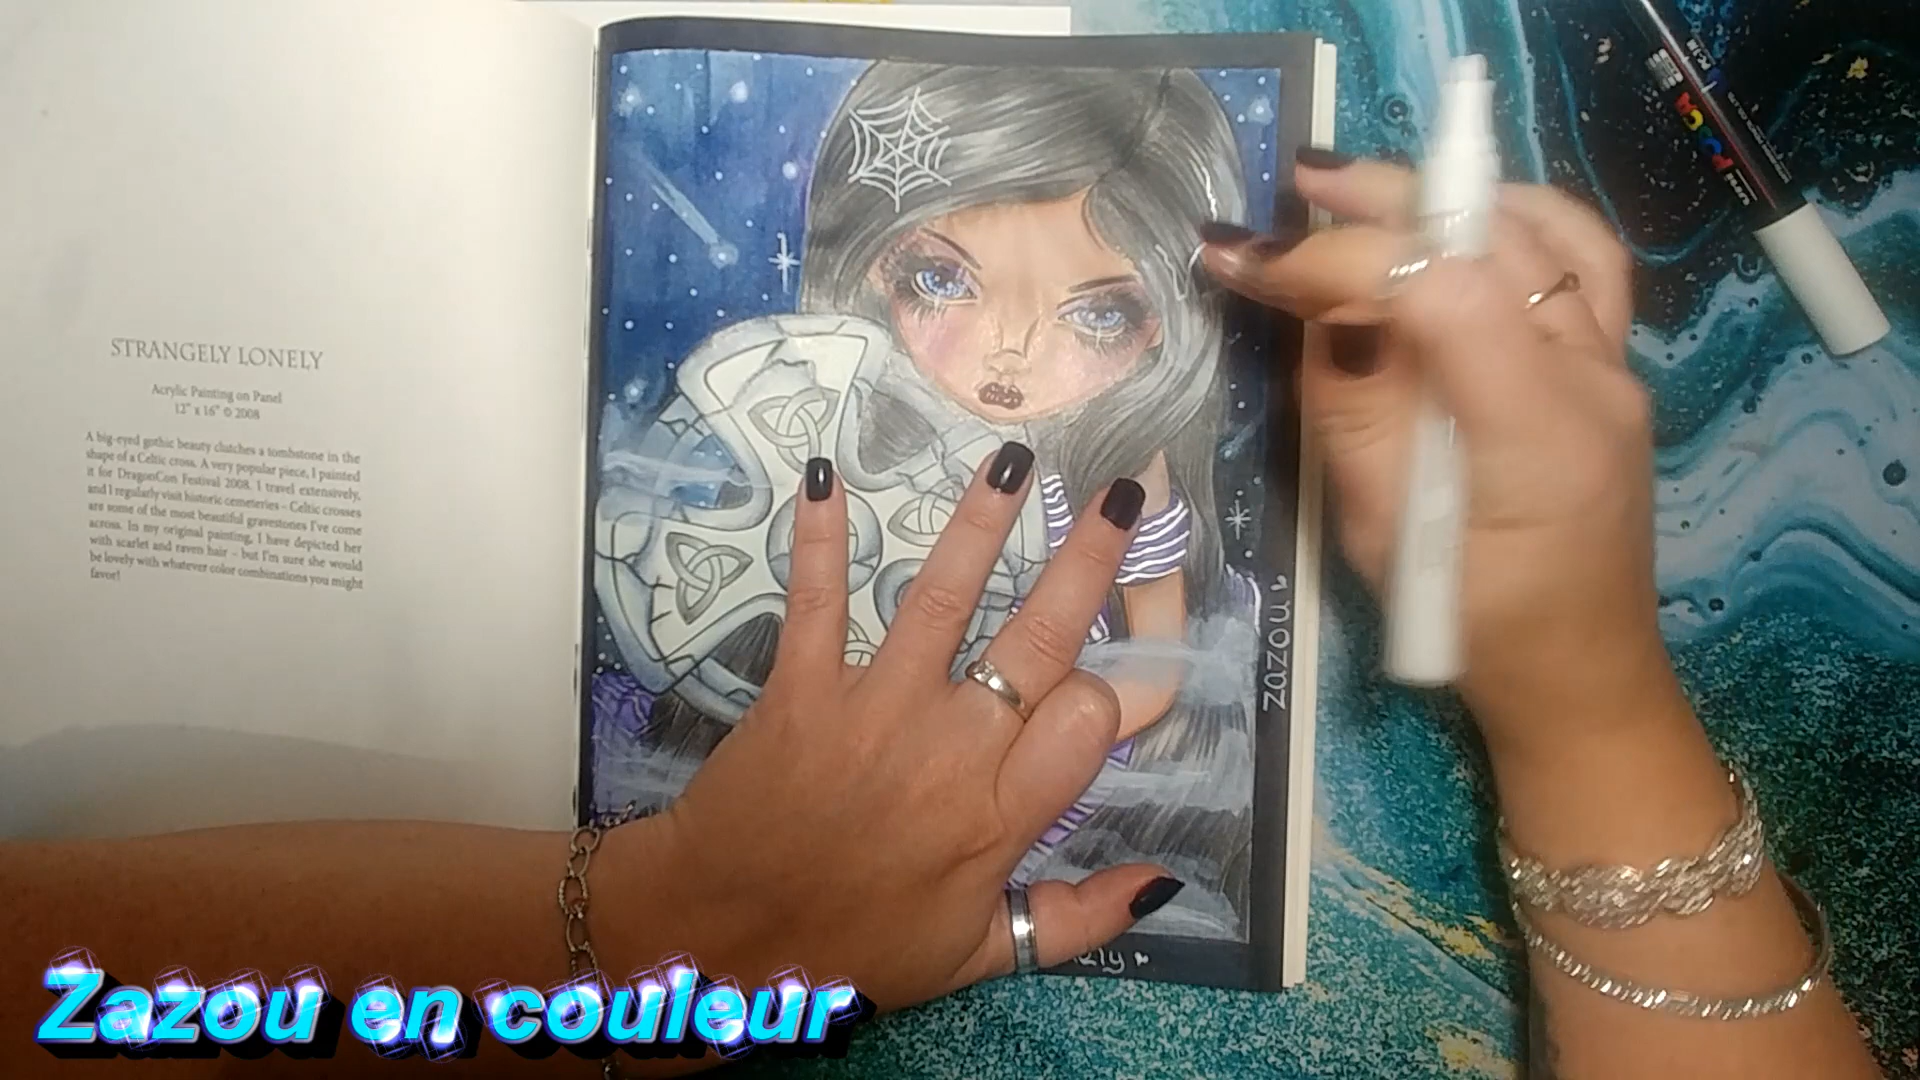 STRANGELY LONELY
Acrylic Painting on Panel
12" x 16" © 2008
A big-eyed gothic beauty clutches a tombstone in the
shape of a Celtic cross. A very popular piece, I painted
it for DragonCon Festival 2008. I travel extensively,
and I regularly visit historic cemeteries – Celtic crosses
are some of the most beautiful gravestones I've come
across. In my original painting, I have depicted her
with scarlet and raven hair – but I'm sure she would
be lovely with whatever color combinations you might
favor!
zazou
POSCA
Zazou en couleur